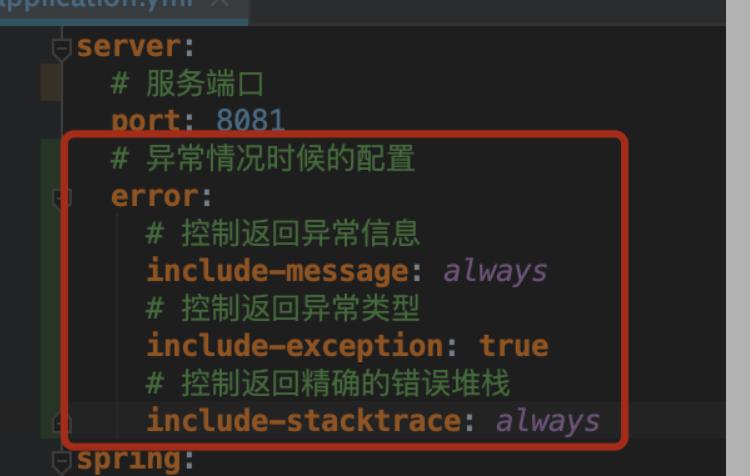 application.yml
server:
# 服务端口
port: 8081
# 异常情况时候的配置
error:
# 控制返回异常信息
include-message: always
# 控制返回异常类型
include-exception: true
# 控制返回精确的错误堆栈
include-stacktrace: always
spring: